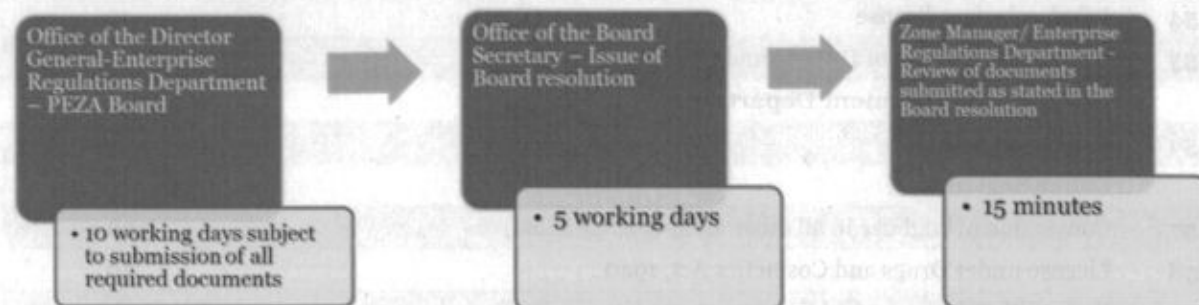 Office of the Director
General-Enterprise
Regulations Department
– PEZA Board
• 10 working days subject
to submission of all
required documents
Office of the Board
Secretary – Issue of
Board resolution
• 5 working days
Zone Manager/ Enterprise
Regulations Department -
Review of documents
submitted as stated in the
Board resolution
• 15 minutes